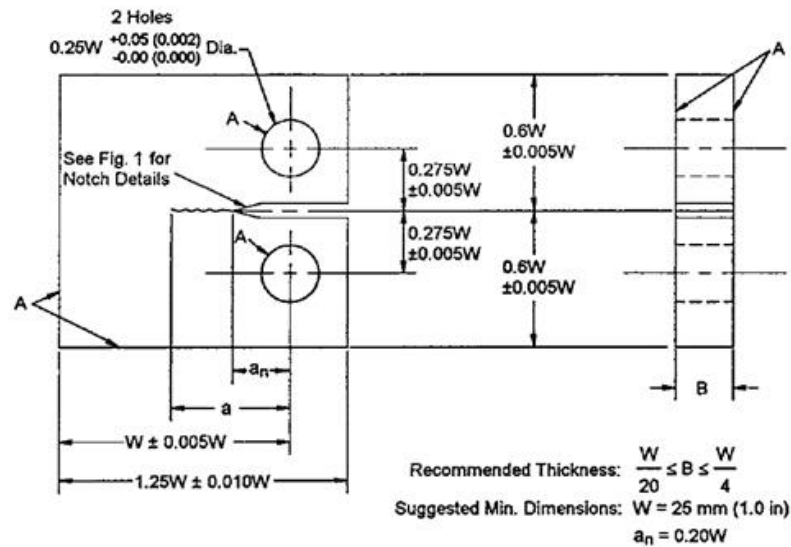 2 Holes
0.25W +0.05 (0.002) -0.00 (0.000) Dia.
A
A
See Fig. 1 for
Notch Details
0.6W
±0.005W
0.275W
±0.005W
A
0.275W
±0.005W
0.6W
±0.005W
A
aₙ
a
B
W ± 0.005W
1.25W ± 0.010W
Recommended Thickness: W/20 ≤ B ≤ W/4
Suggested Min. Dimensions: W = 25 mm (1.0 in)
aₙ = 0.20W